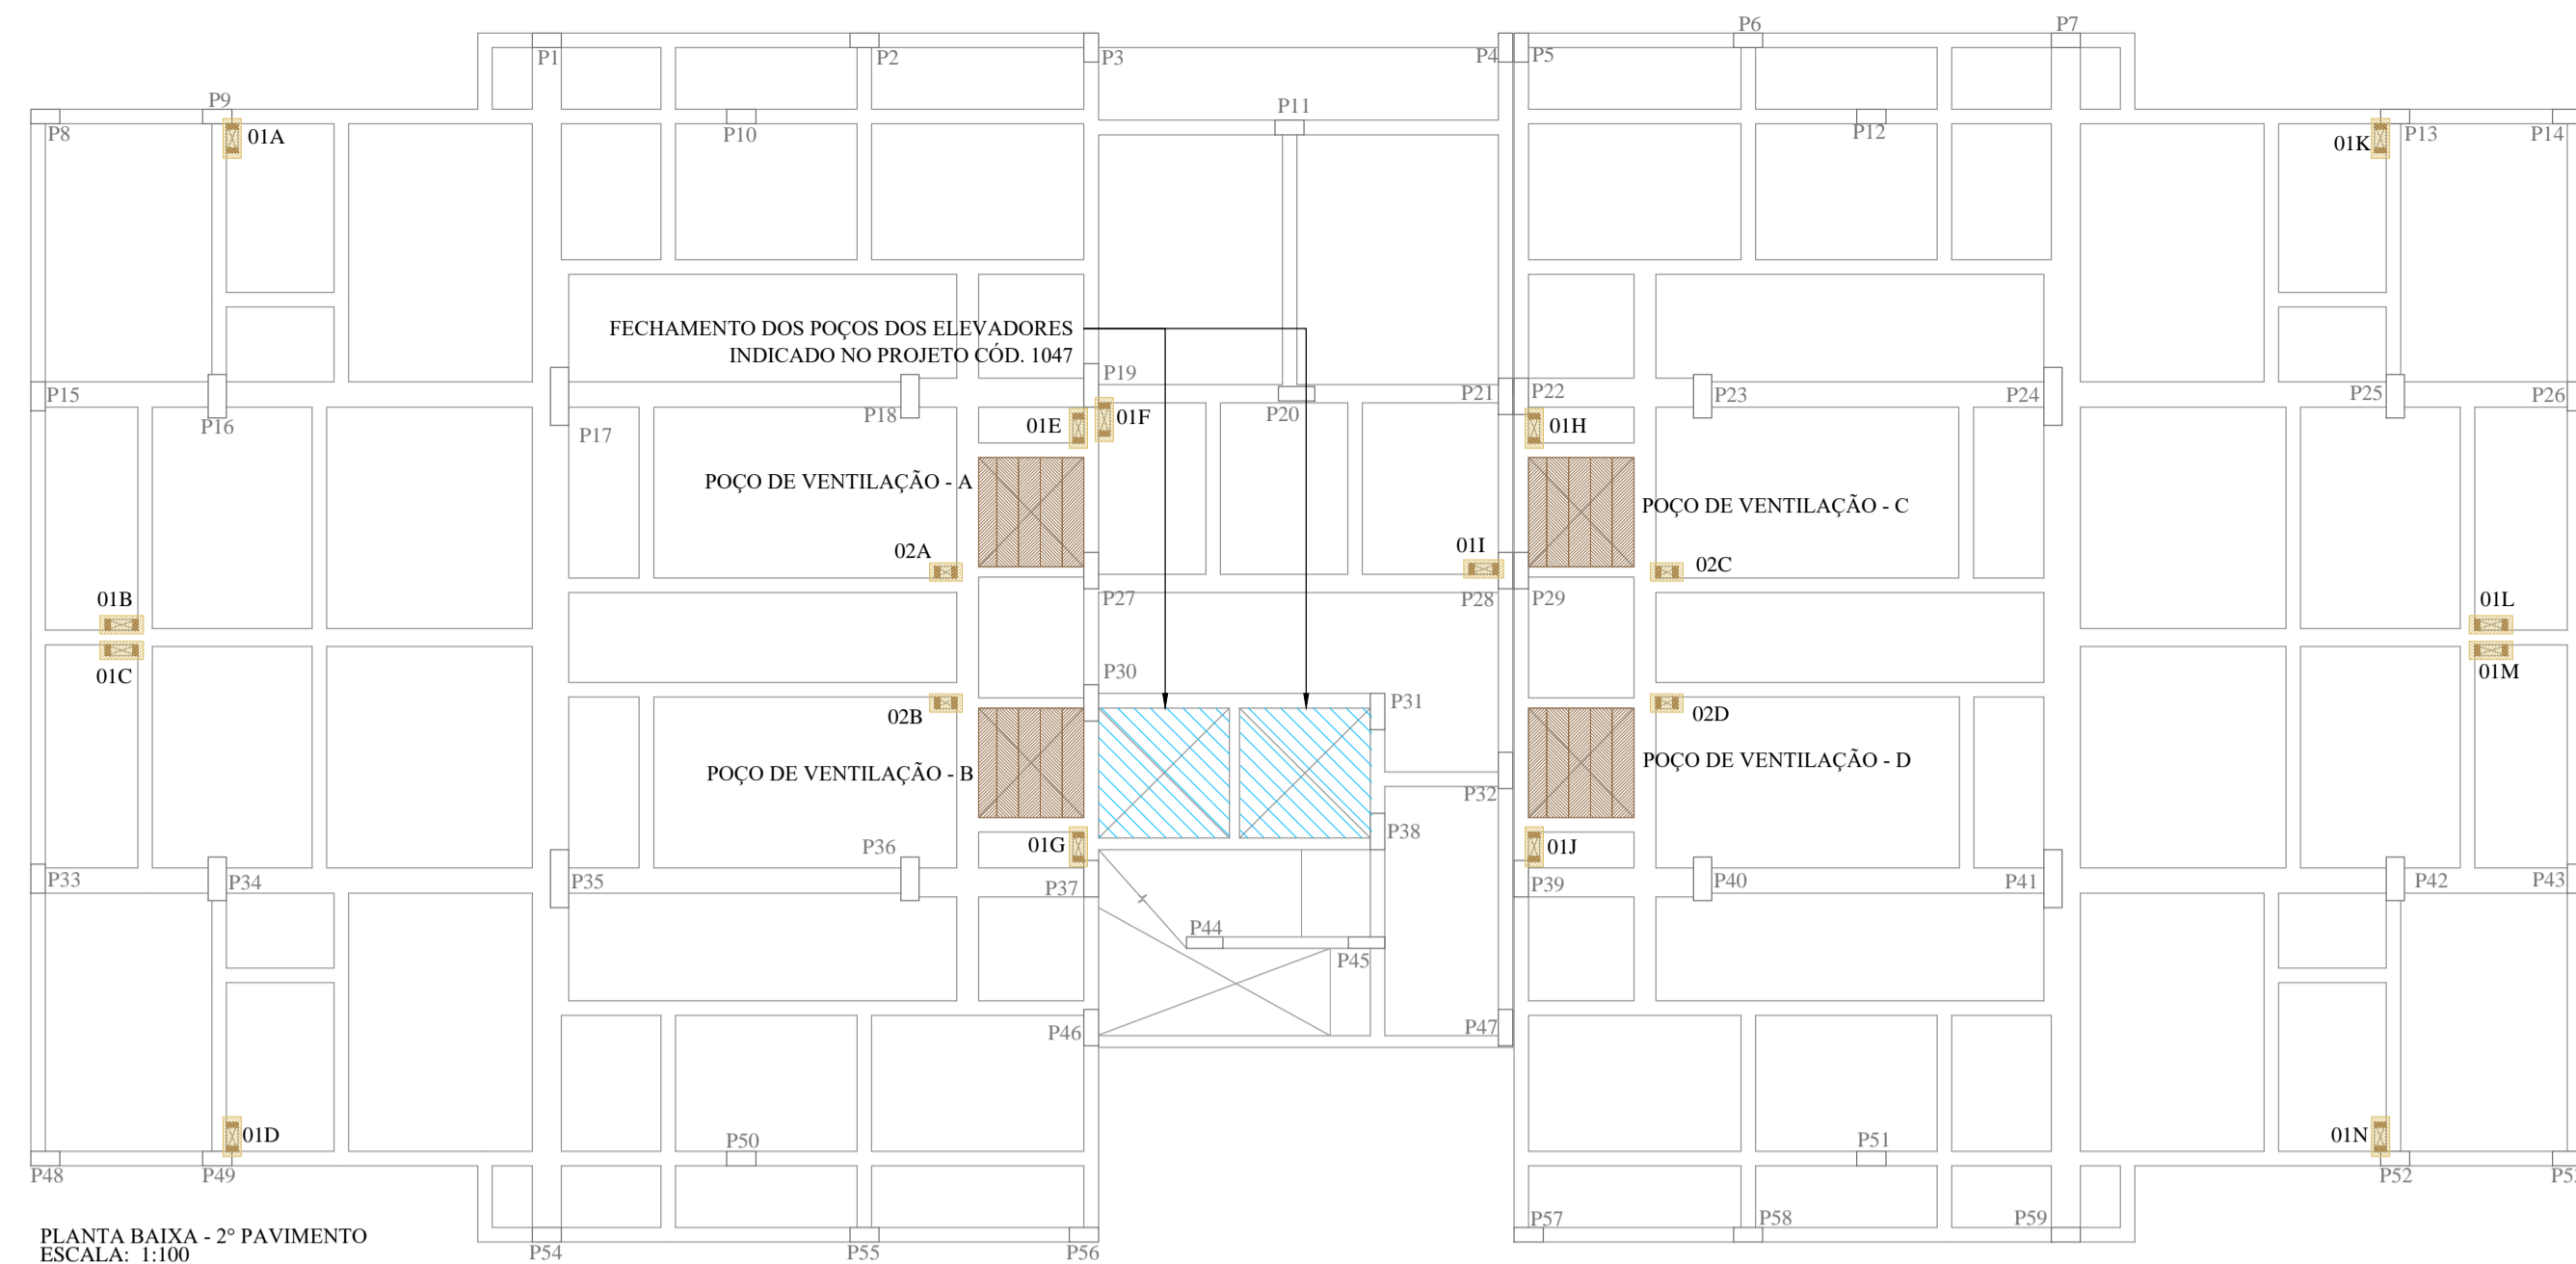 P6
P7
P1
P2
P3
P4
P5
P9
P11
P8
01A
P10
P12
01K
P13
P14
FECHAMENTO DOS POÇOS DOS ELEVADORES
INDICADO NO PROJETO CÓD. 1047
P19
P15
P16
P17
P18
P20
P21
P22
P23
P24
P25
P26
01E
01F
01H
POÇO DE VENTILAÇÃO - A
POÇO DE VENTILAÇÃO - C
02A
01I
02C
01B
P27
P28
P29
01L
01C
P30
01M
P31
02B
02D
POÇO DE VENTILAÇÃO - B
POÇO DE VENTILAÇÃO - D
P32
P38
P36
01G
01J
P33
P34
P35
P37
P39
P40
P41
P42
P43
P44
P45
P46
P47
01D
P50
P51
01N
P48
P49
P52
P57
P58
P59
PLANTA BAIXA - 2° PAVIMENTO
ESCALA: 1:100
P54
P55
P56